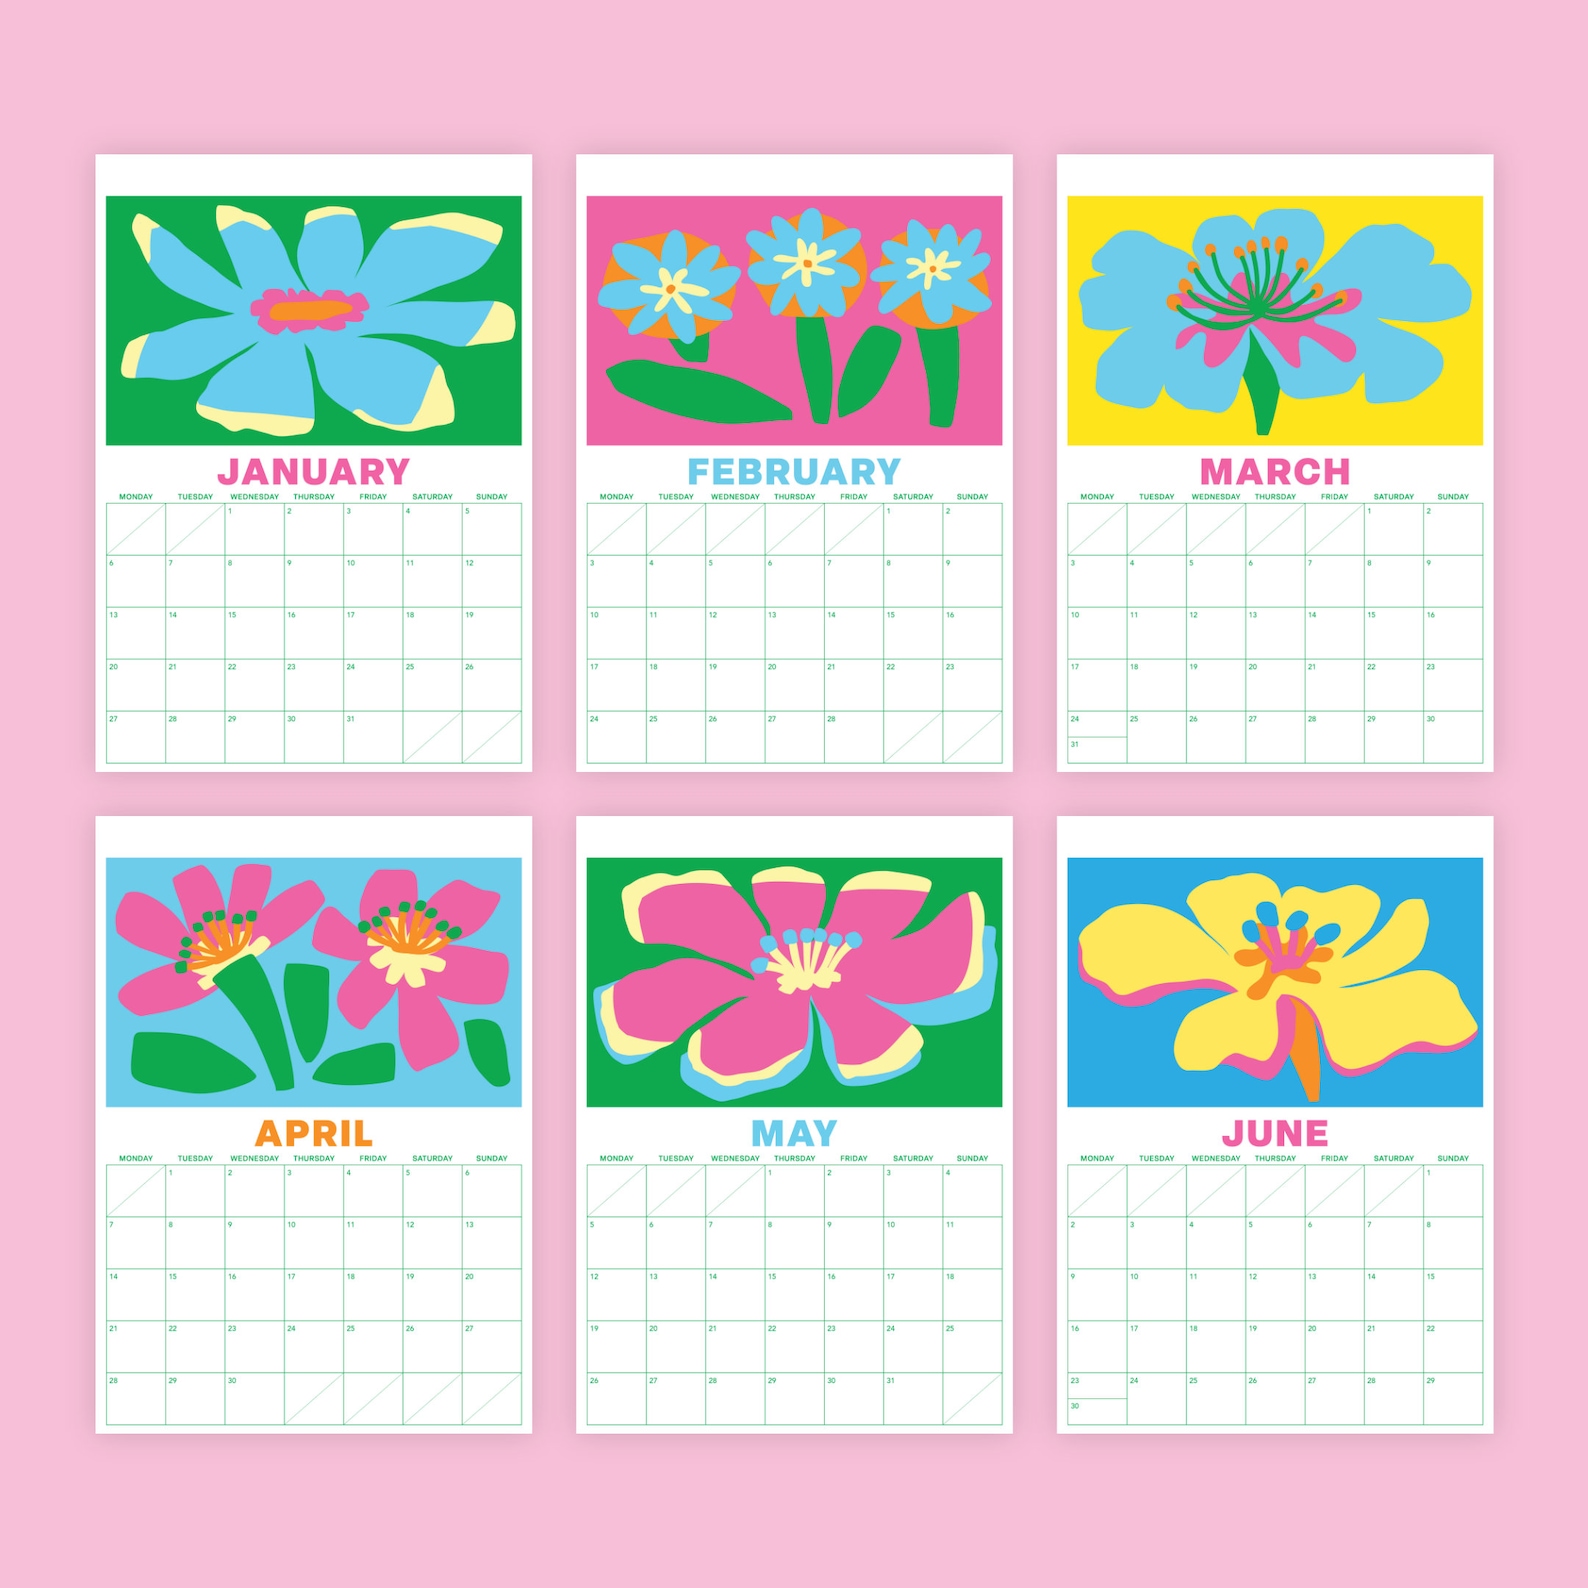 JANUARY
MONDAY TUESDAY WEDNESDAY THURSDAY FRIDAY SATURDAY SUNDAY
1 2 3 4 5
6 7 8 9 10 11 12
13 14 15 16 17 18 19
20 21 22 23 24 25 26
27 28 29 30 31
FEBRUARY
MONDAY TUESDAY WEDNESDAY THURSDAY FRIDAY SATURDAY SUNDAY
1 2
3 4 5 6 7 8 9
10 11 12 13 14 15 16
17 18 19 20 21 22 23
24 25 26 27 28
MARCH
MONDAY TUESDAY WEDNESDAY THURSDAY FRIDAY SATURDAY SUNDAY
1 2
3 4 5 6 7 8 9
10 11 12 13 14 15 16
17 18 19 20 21 22 23
24 25 26 27 28 29 30
31
APRIL
MONDAY TUESDAY WEDNESDAY THURSDAY FRIDAY SATURDAY SUNDAY
1 2 3 4 5 6
7 8 9 10 11 12 13
14 15 16 17 18 19 20
21 22 23 24 25 26 27
28 29 30
MAY
MONDAY TUESDAY WEDNESDAY THURSDAY FRIDAY SATURDAY SUNDAY
1 2 3 4
5 6 7 8 9 10 11
12 13 14 15 16 17 18
19 20 21 22 23 24 25
26 27 28 29 30 31
JUNE
MONDAY TUESDAY WEDNESDAY THURSDAY FRIDAY SATURDAY SUNDAY
1
2 3 4 5 6 7 8
9 10 11 12 13 14 15
16 17 18 19 20 21 22
23 24 25 26 27 28 29
30